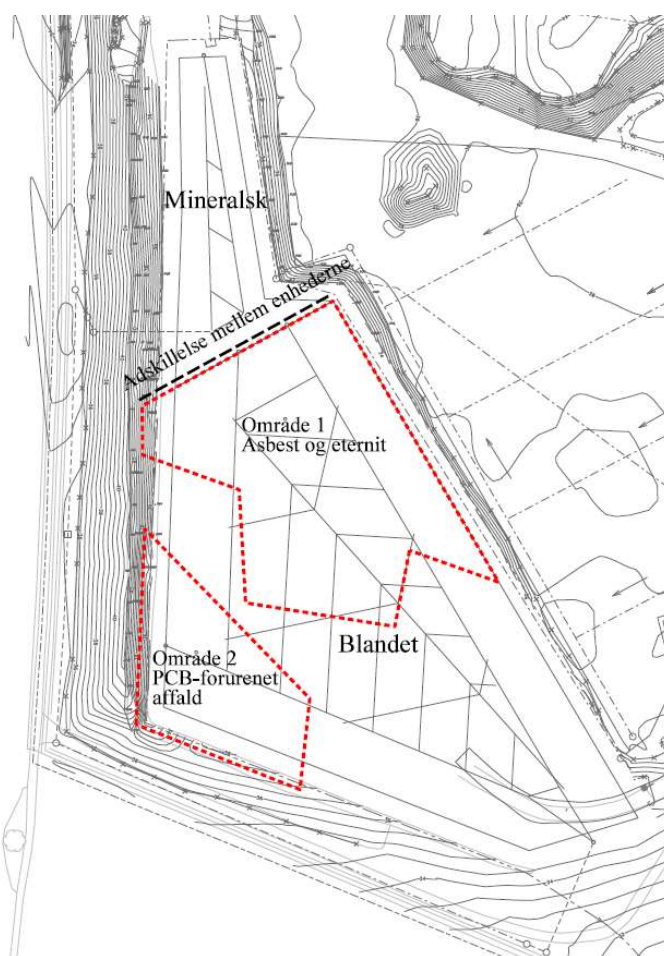 Mineralsk
Adskillelse mellem enhederne
Område 1
Asbest og eternit
Blandet
Område 2
PCB-forurenet
affald